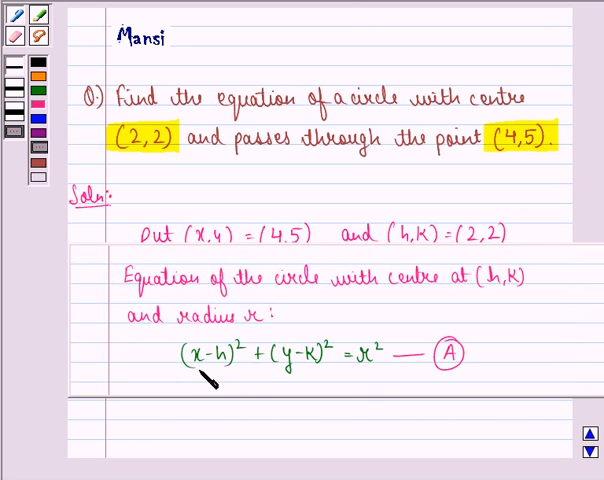 Mansi
Q.) Find the equation of a circle with centre
(2,2) and passes through the point (4,5).
Soln:
Put (x,y) = (4,5) and (h,k) = (2,2)
Equation of the circle with centre at (h,k)
and radius r:
(x-h)² + (y-k)² = r² — A